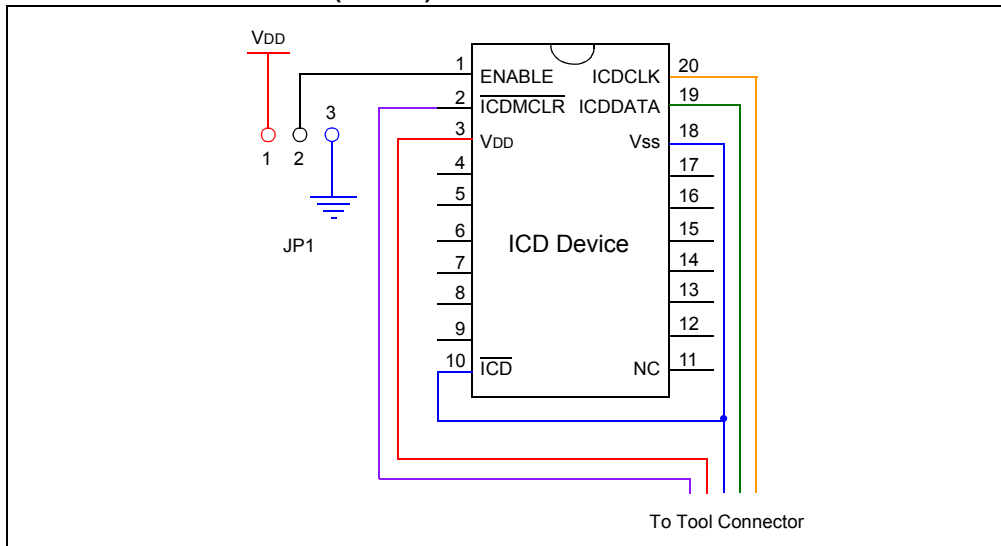 VDD
1
2
3
JP1
1
ENABLE
2
ICDMCLR
3
VDD
4
5
6
7
8
9
10
ICD
ICD Device
ICDCLK
20
ICDDATA
19
Vss
18
17
16
15
14
13
12
NC
11
To Tool Connector